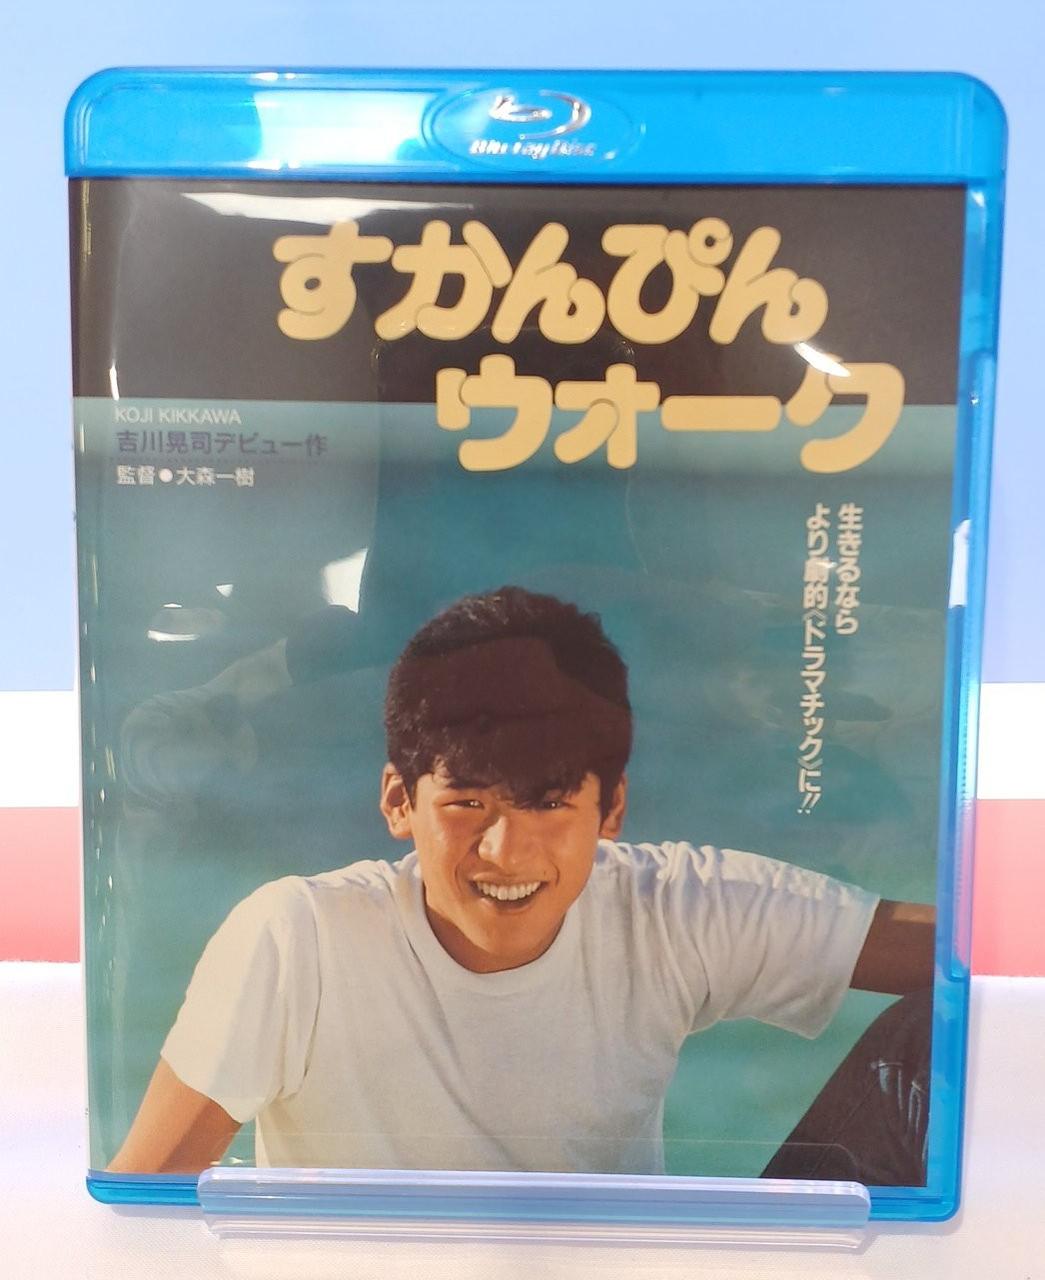 Blu-ray Disc
すかんぴん
ウォーク
KOJI KIKKAWA
吉川晃司デビュー作
監督●大森一樹
生きるなら
より劇的〈ドラマチック〉に!!